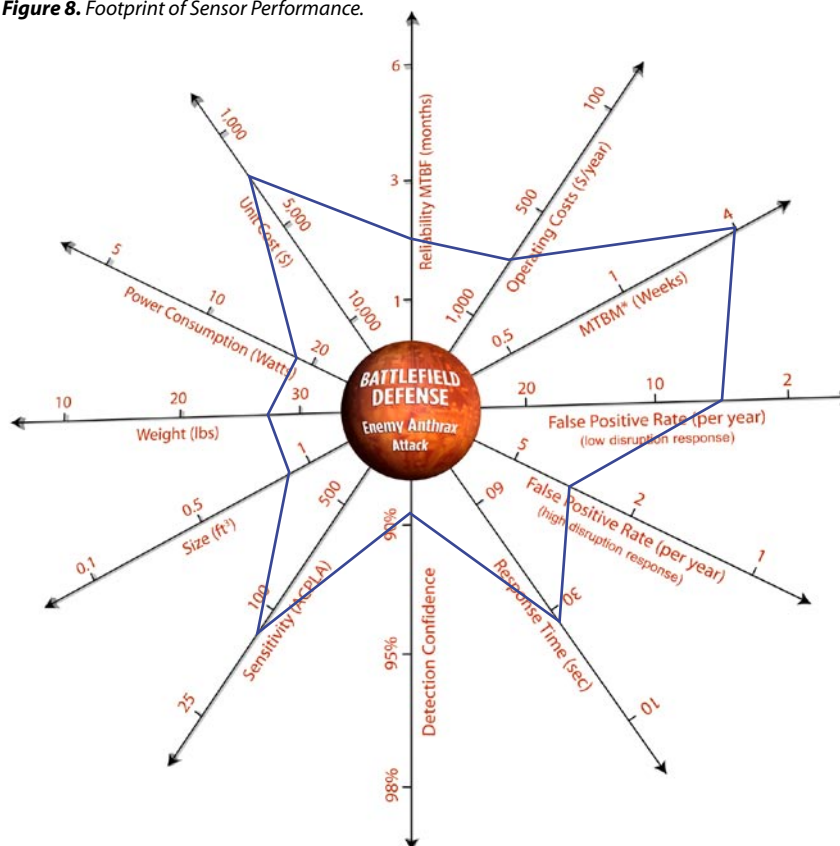 Figure 8. Footprint of Sensor Performance.
6
3
1
Reliability MTBF (months)
100
500
1,000
Operating Costs ($/year)
4
1
0.5
MTBM* (Weeks)
20
10
2
False Positive Rate (per year)
(low disruption response)
5
2
1
False Positive Rate (per year)
(high disruption response)
60
30
10
Response Time (sec)
90%
95%
98%
Detection Confidence
500
100
25
Sensitivity (ACPLA)
1
0.5
0.1
Size (ft³)
10
20
30
Weight (lbs)
5
10
20
Power Consumption (Watts)
1,000
5,000
10,000
Unit Cost ($)
BATTLEFIELD
DEFENSE
Enemy Anthrax
Attack